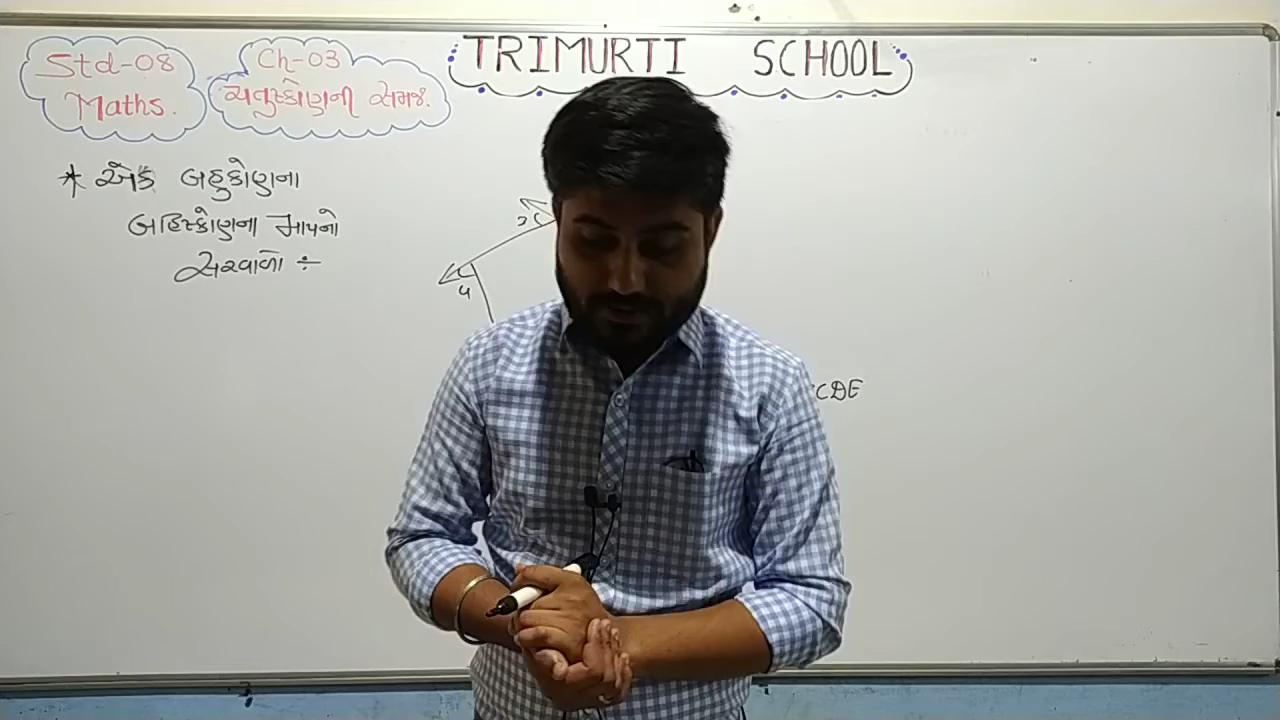 TRIMURTI SCHOOL
Std-08
Maths.
Ch-03
ચતુષ્કોણની સમજ.
* એક બહુકોણના
બહિષ્કોણના માપનો
સરવાળો ÷
x
y
CDE